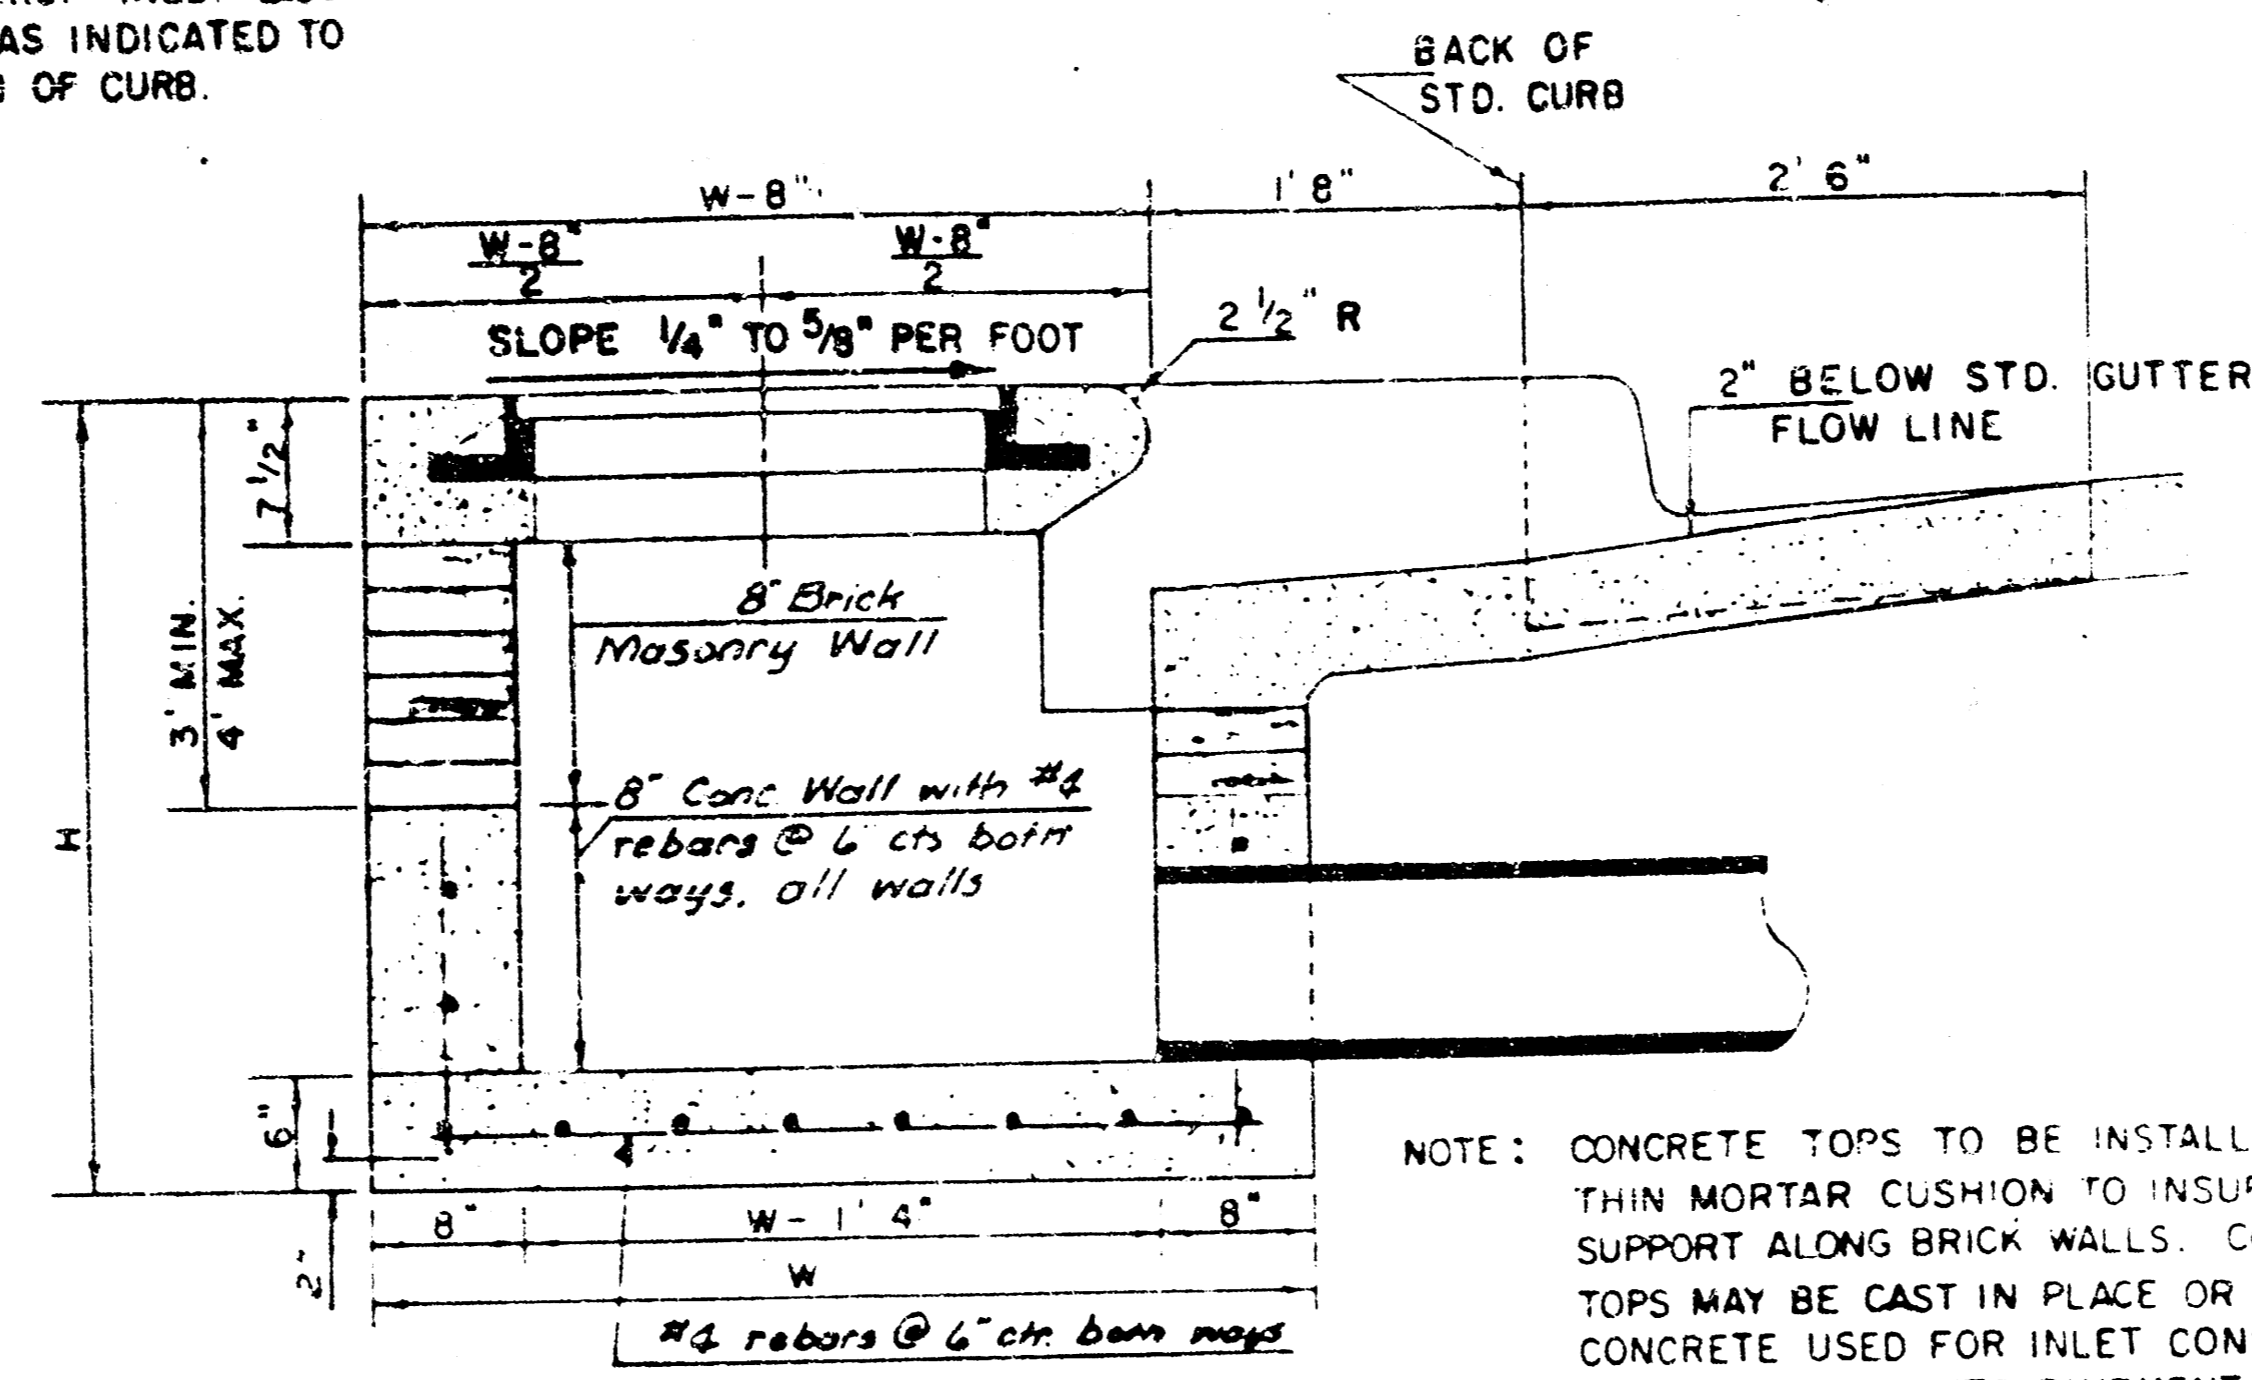 AS INDICATED TO
OF CURB.
BACK OF
STD. CURB
W-8"
1' 8"
2' 6"
W-8"
2
W-8"
2
SLOPE 1/4" TO 5/8" PER FOOT
2 1/2" R
2" BELOW STD. GUTTER
FLOW LINE
7 1/2"
3' MIN.
4' MAX.
H
8" Brick
Masonry Wall
8" Conc. Wall with #4
rebars @ 6" cts both
ways, all walls
6"
2"
8"
W- 1' 4"
8"
W
#4 rebars @ 6" ctr. both ways
NOTE: CONCRETE TOPS TO BE INSTALL
THIN MORTAR CUSHION TO INSUR
SUPPORT ALONG BRICK WALLS. C
TOPS MAY BE CAST IN PLACE OR
CONCRETE USED FOR INLET CON